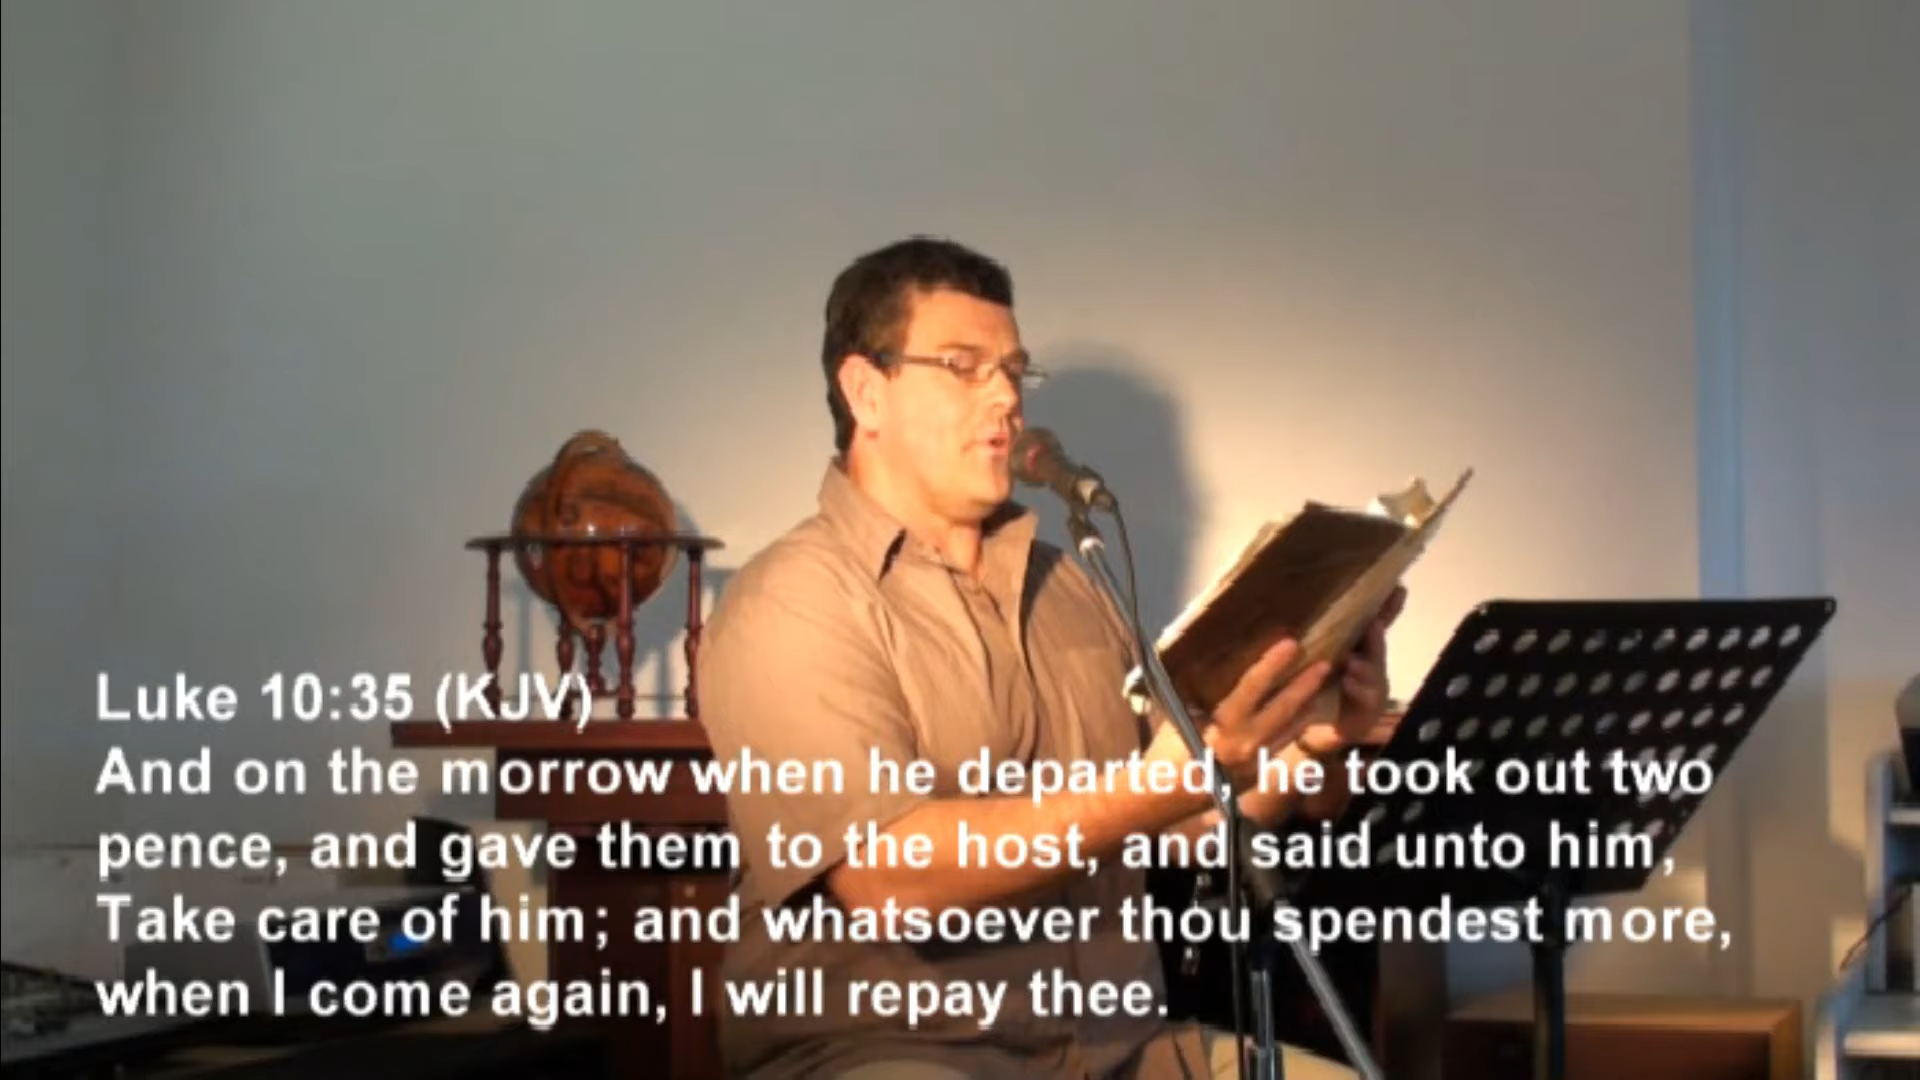 Luke 10:35 (KJV)
And on the morrow when he departed, he took out two
pence, and gave them to the host, and said unto him,
Take care of him; and whatsoever thou spendest more,
when I come again, I will repay thee.